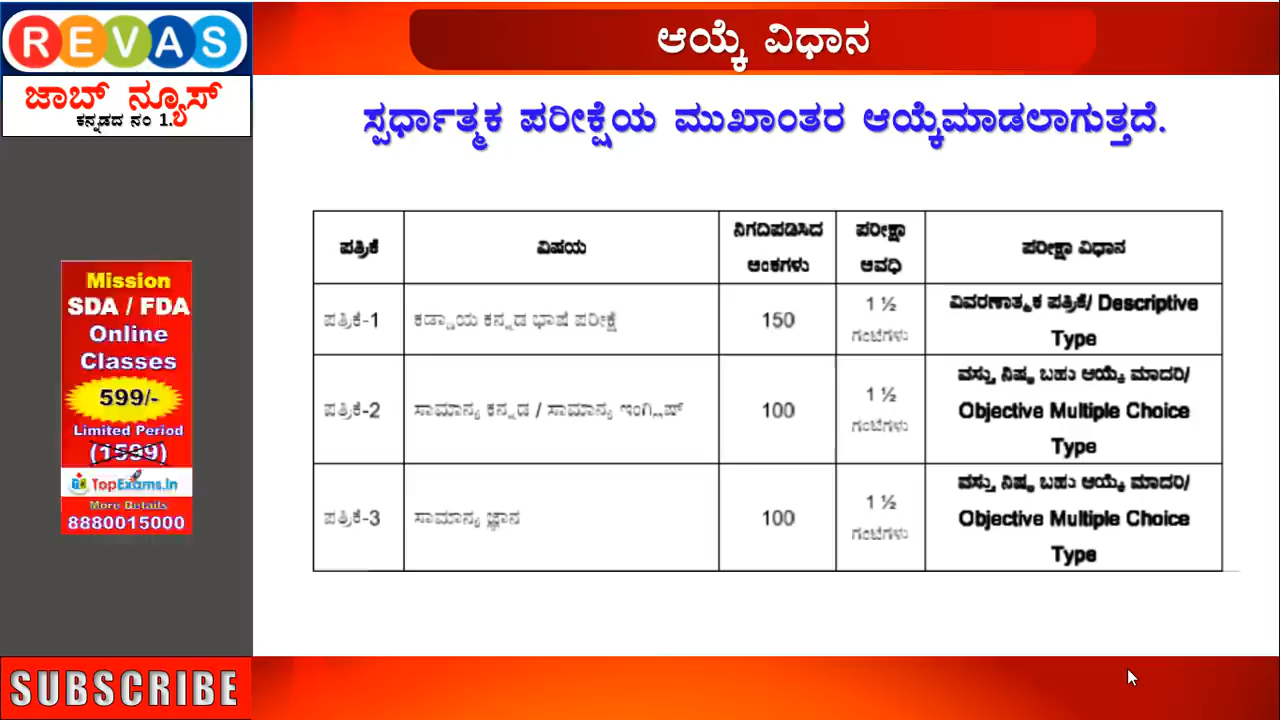 REVAS
ಜಾಬ್ ನ್ಯೂಸ್
ಕನ್ನಡದ ನಂ 1.
ಆಯ್ಕೆ ವಿಧಾನ
ಸ್ಪರ್ಧಾತ್ಮಕ ಪರೀಕ್ಷೆಯ ಮುಖಾಂತರ ಆಯ್ಕೆಮಾಡಲಾಗುತ್ತದೆ.
ಪತ್ರಿಕೆ ವಿಷಯ ನಿಗದಿಪಡಿಸಿದ ಅಂಕಗಳು ಪರೀಕ್ಷಾ ಅವಧಿ ಪರೀಕ್ಷಾ ವಿಧಾನ
ಪತ್ರಿಕೆ-1 ಕಡ್ಡಾಯ ಕನ್ನಡ ಭಾಷೆ ಪರೀಕ್ಷೆ 150 1 ½ ಗಂಟೆಗಳು ವಿವರಣಾತ್ಮಕ ಪತ್ರಿಕೆ/ Descriptive Type
ಪತ್ರಿಕೆ-2 ಸಾಮಾನ್ಯ ಕನ್ನಡ / ಸಾಮಾನ್ಯ ಇಂಗ್ಲಿಷ್ 100 1 ½ ಗಂಟೆಗಳು ವಸ್ತು ನಿಷ್ಠ ಬಹು ಆಯ್ಕೆ ಮಾದರಿ/ Objective Multiple Choice Type
ಪತ್ರಿಕೆ-3 ಸಾಮಾನ್ಯ ಜ್ಞಾನ 100 1 ½ ಗಂಟೆಗಳು ವಸ್ತು ನಿಷ್ಠ ಬಹು ಆಯ್ಕೆ ಮಾದರಿ/ Objective Multiple Choice Type
Mission
SDA / FDA
Online
Classes
599/-
Limited Period
(1599)
TopExams.In
More Details
8880015000
SUBSCRIBE